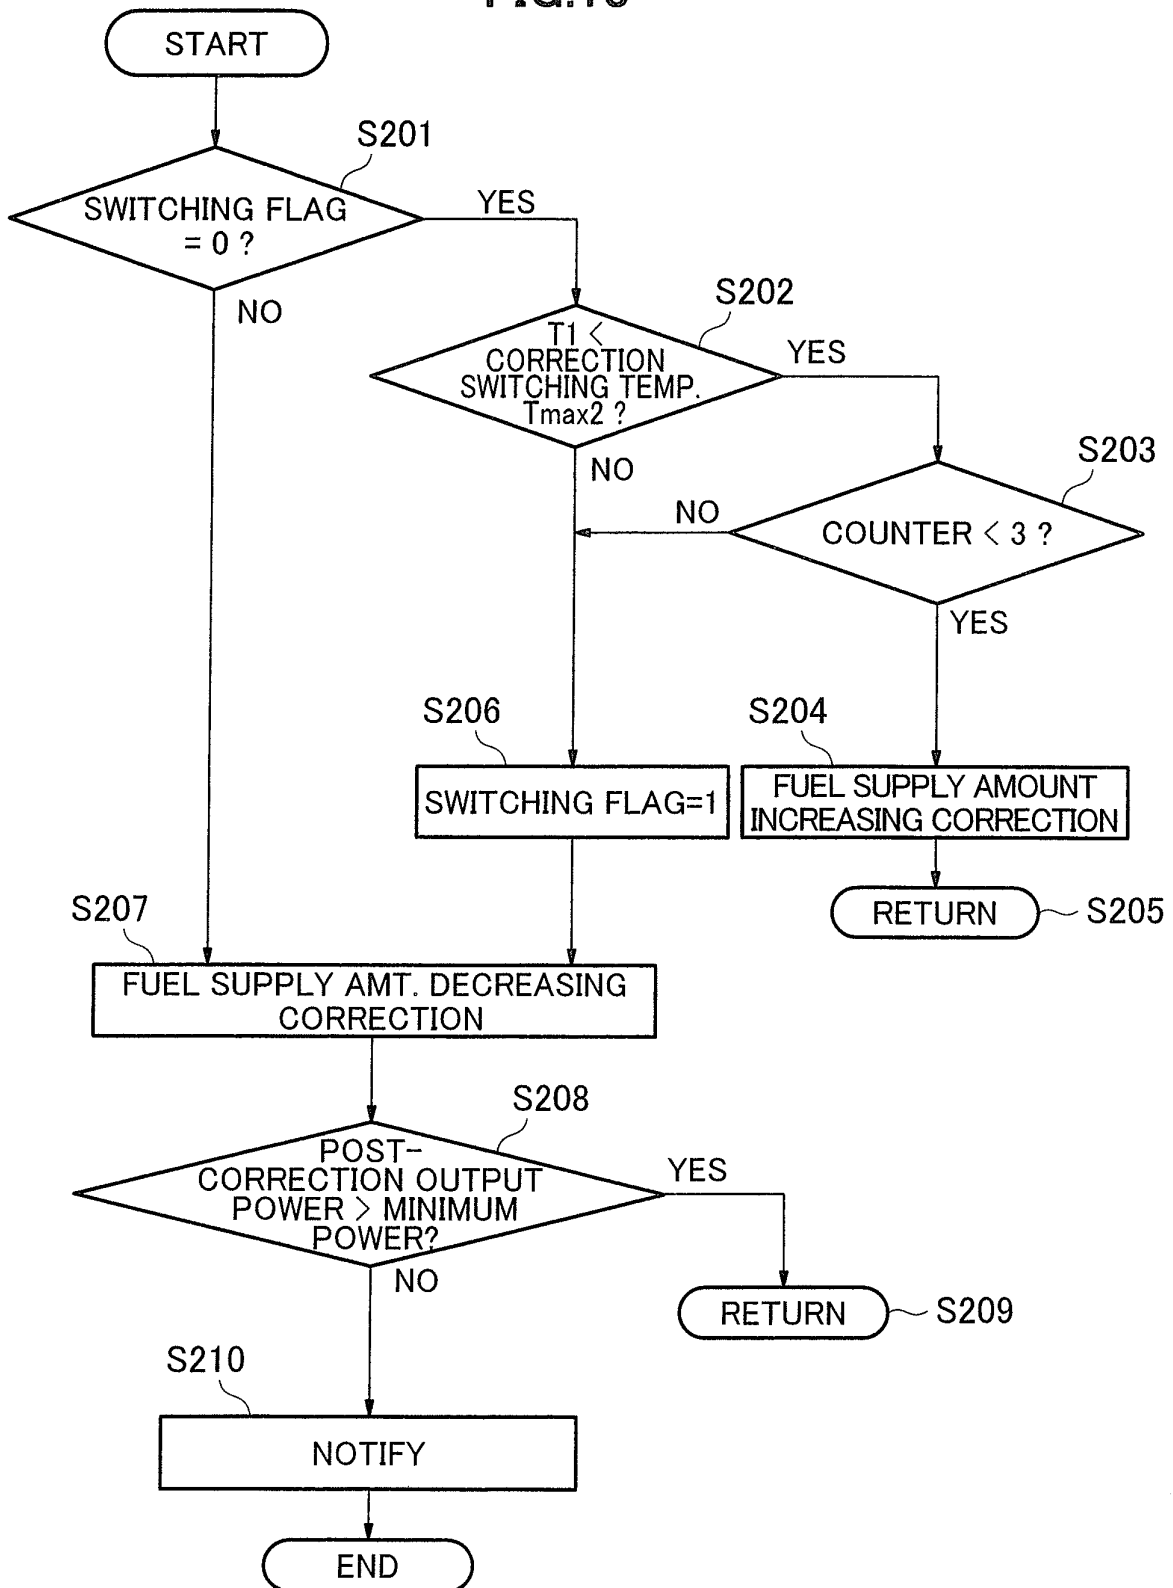 START
S201
SWITCHING FLAG
= 0 ?
YES
NO
S202
T1 <
CORRECTION
SWITCHING TEMP.
Tmax2 ?
YES
NO
S203
COUNTER < 3 ?
NO
YES
S206
SWITCHING FLAG=1
S204
FUEL SUPPLY AMOUNT
INCREASING CORRECTION
RETURN
S205
S207
FUEL SUPPLY AMT. DECREASING
CORRECTION
S208
POST-
CORRECTION OUTPUT
POWER > MINIMUM
POWER?
YES
NO
RETURN
S209
S210
NOTIFY
END